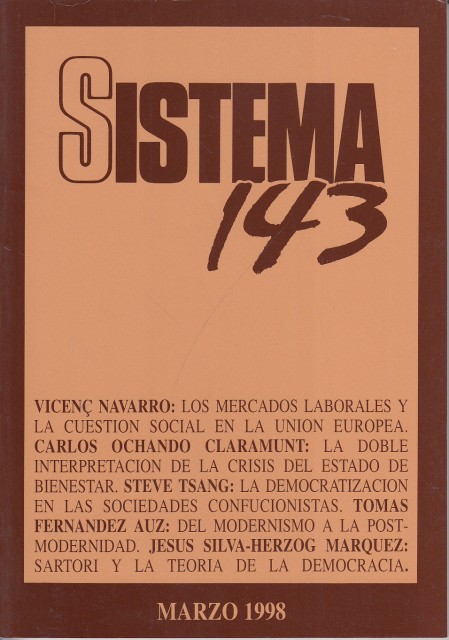 SISTEMA
143
VICENÇ NAVARRO: LOS MERCADOS LABORALES Y
LA CUESTION SOCIAL EN LA UNION EUROPEA.
CARLOS OCHANDO CLARAMUNT: LA DOBLE
INTERPRETACION DE LA CRISIS DEL ESTADO DE
BIENESTAR. STEVE TSANG: LA DEMOCRATIZACION
EN LAS SOCIEDADES CONFUCIONISTAS. TOMAS
FERNANDEZ AUZ: DEL MODERNISMO A LA POST-
MODERNIDAD. JESUS SILVA-HERZOG MARQUEZ:
SARTORI Y LA TEORIA DE LA DEMOCRACIA.
MARZO 1998